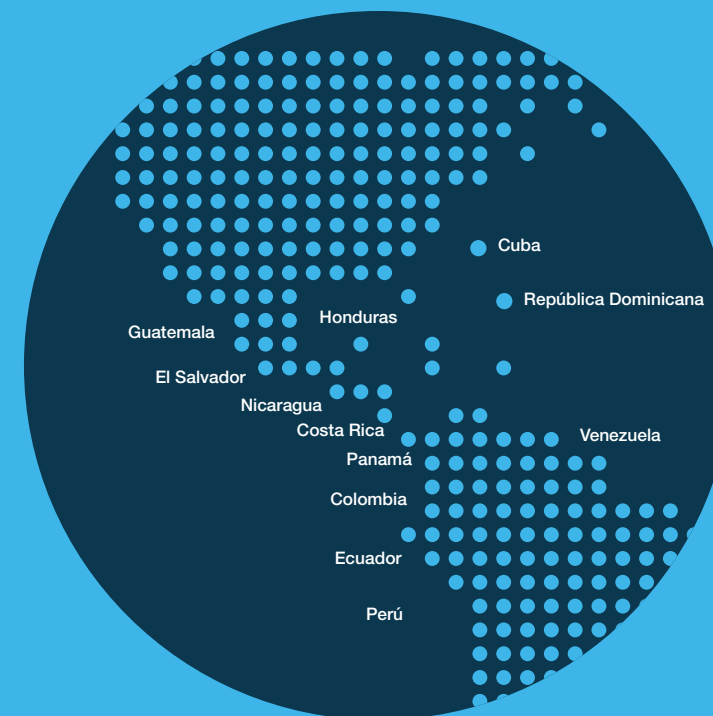 Cuba
República Dominicana
Honduras
Guatemala
El Salvador
Nicaragua
Costa Rica
Venezuela
Panamá
Colombia
Ecuador
Perú